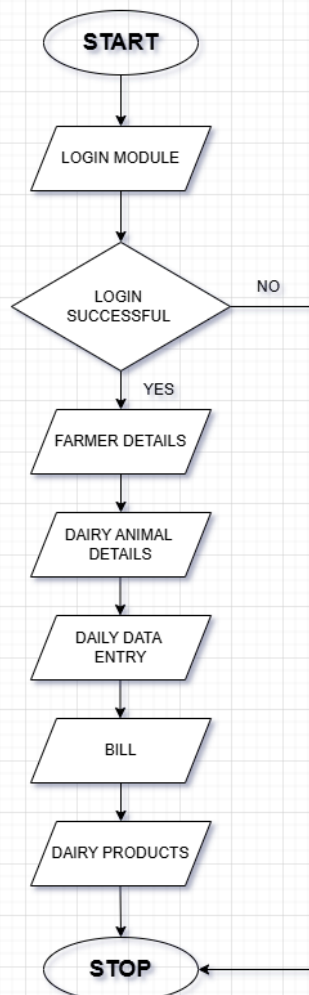 START
LOGIN MODULE
LOGIN
SUCCESSFUL
NO
YES
FARMER DETAILS
DAIRY ANIMAL
DETAILS
DAILY DATA
ENTRY
BILL
DAIRY PRODUCTS
STOP